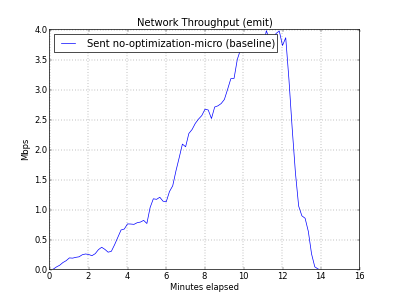 Network Throughput (emit)
Sent no-optimization-micro (baseline)
4.0
3.5
3.0
2.5
2.0
1.5
1.0
0.5
0.0
Mbps
0 2 4 6 8 10 12 14 16
Minutes elapsed